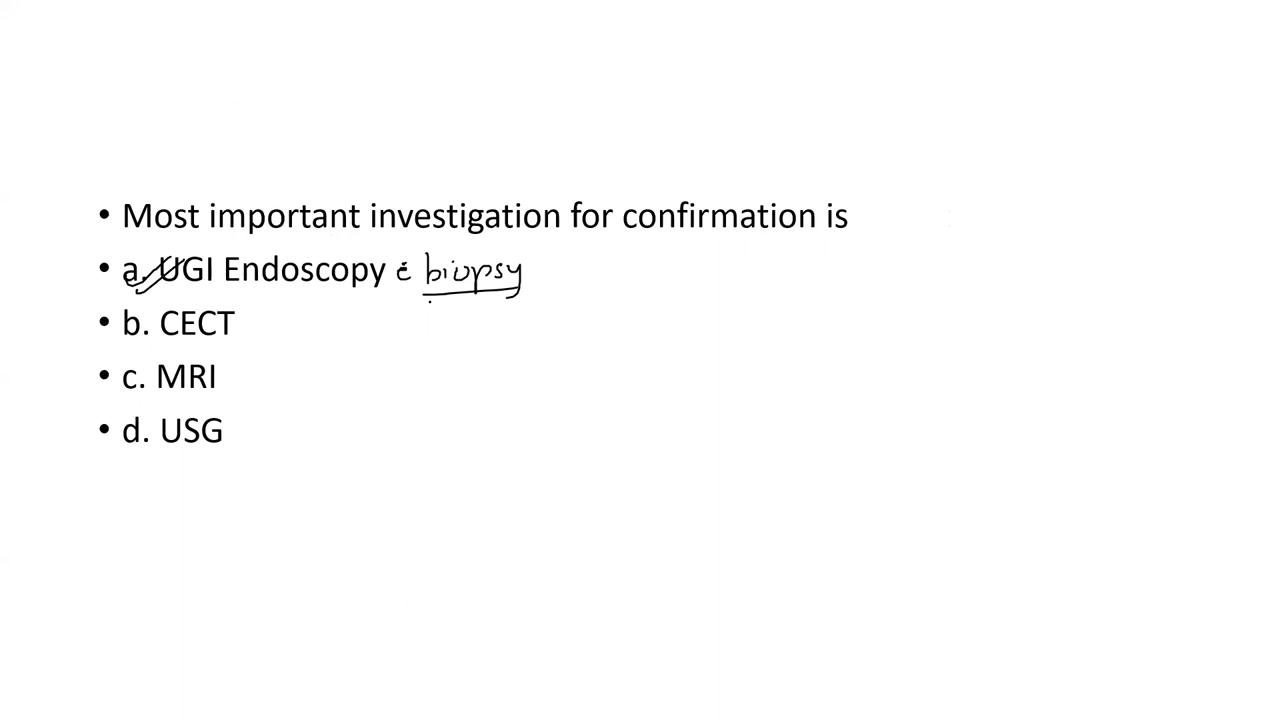 • Most important investigation for confirmation is
• a. UGI Endoscopy c̄ biopsy
• b. CECT
• c. MRI
• d. USG